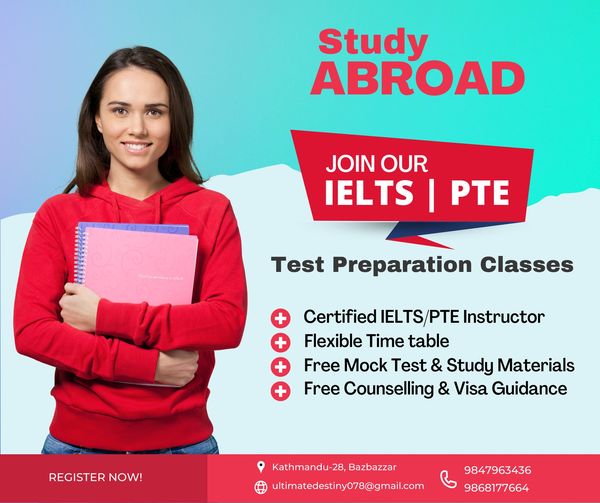 Study
ABROAD
JOIN OUR
IELTS | PTE
Test Preparation Classes
Certified IELTS/PTE Instructor
Flexible Time table
Free Mock Test & Study Materials
Free Counselling & Visa Guidance
REGISTER NOW!
Kathmandu-28, Bazbazzar
ultimatedestiny078@gmail.com
9847963436
9868177664